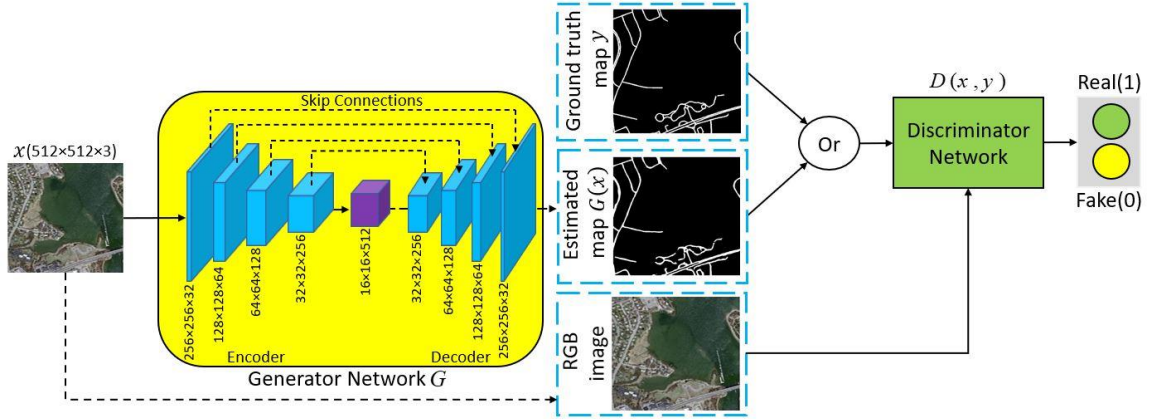 x(512×512×3)
Skip Connections
256×256×32
128×128×64
64×64×128
32×32×256
16×16×512
32×32×256
64×64×128
128×128×64
256×256×32
Encoder
Decoder
Generator Network G
Ground truth
map y
Estimated
map G(x)
RGB
image
Or
D(x,y)
Discriminator
Network
Real(1)
Fake(0)